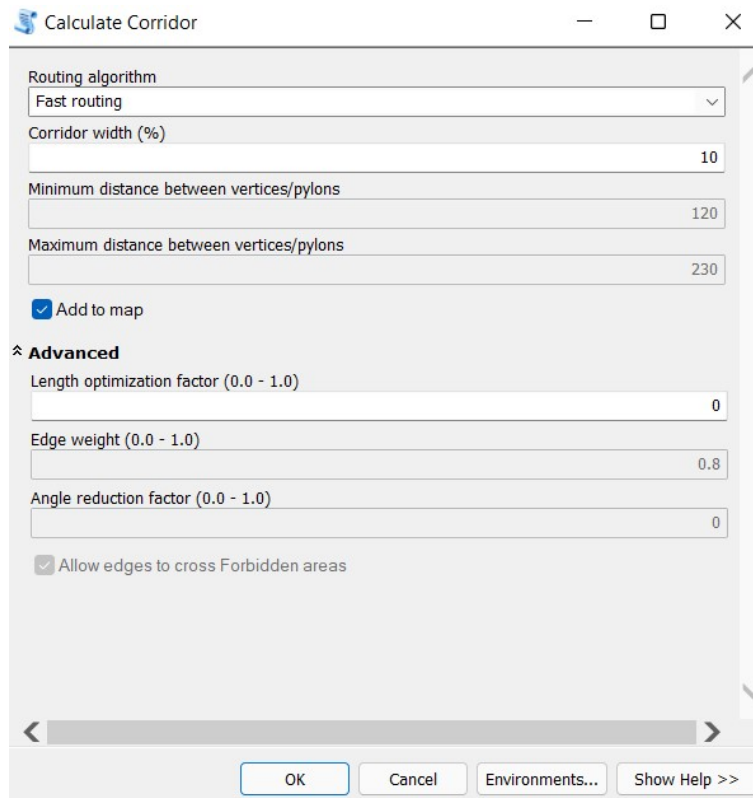 Calculate Corridor
Routing algorithm
Fast routing
Corridor width (%)
10
Minimum distance between vertices/pylons
120
Maximum distance between vertices/pylons
230
Add to map
Advanced
Length optimization factor (0.0 - 1.0)
0
Edge weight (0.0 - 1.0)
0.8
Angle reduction factor (0.0 - 1.0)
0
Allow edges to cross Forbidden areas
OK Cancel Environments... Show Help >>